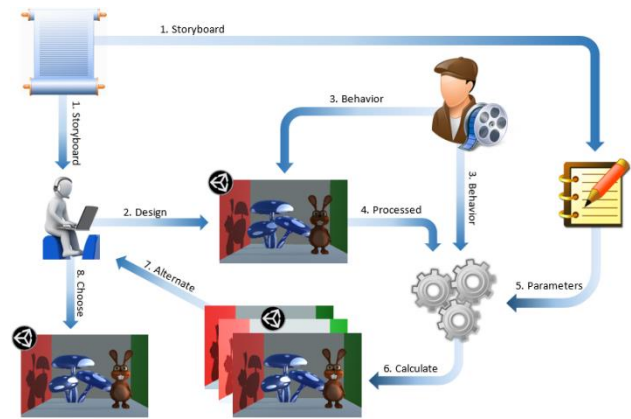 1. Storyboard
1. Storyboard
3. Behavior
3. Behavior
2. Design
4. Processed
5. Parameters
7. Alternate
8. Choose
6. Calculate